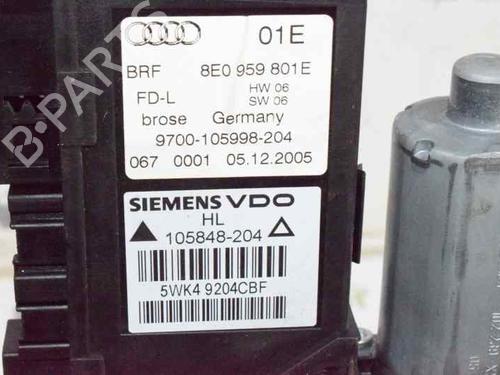 01E
BRF 8E0 959 801E
FD-L HW 06
SW 06
brose Germany
9700-105998-204
067 0001 05.12.2005
SIEMENS VDO
HL
105848-204
5WK4 9204CBF
B-PARTS